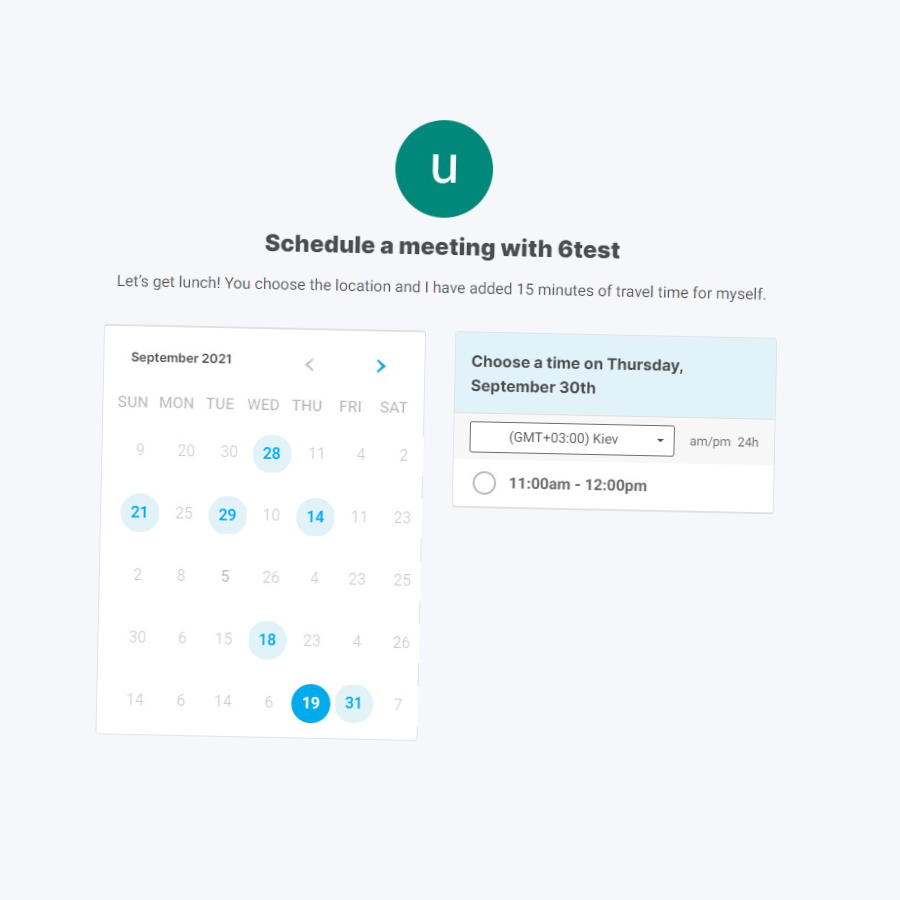 u
Schedule a meeting with 6test
Let's get lunch! You choose the location and I have added 15 minutes of travel time for myself.
September 2021
SUN MON TUE WED THU FRI SAT
9 20 30 28 11 4 2
21 25 29 10 14 11 23
2 8 5 26 4 23 25
30 6 15 18 23 4 26
14 6 14 6 19 31 7
Choose a time on Thursday,
September 30th
(GMT+03:00) Kiev am/pm 24h
11:00am - 12:00pm